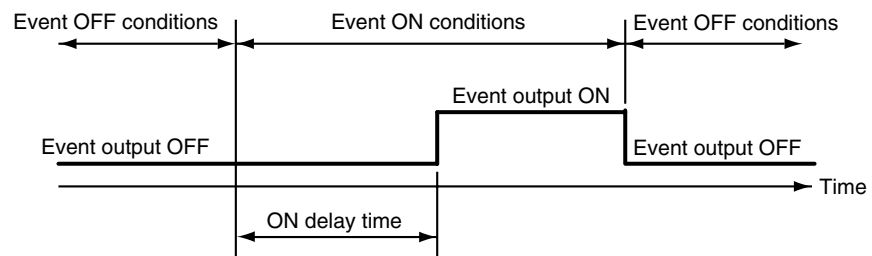 Event OFF conditions
Event ON conditions
Event OFF conditions
Event output ON
Event output OFF
Event output OFF
Time
ON delay time